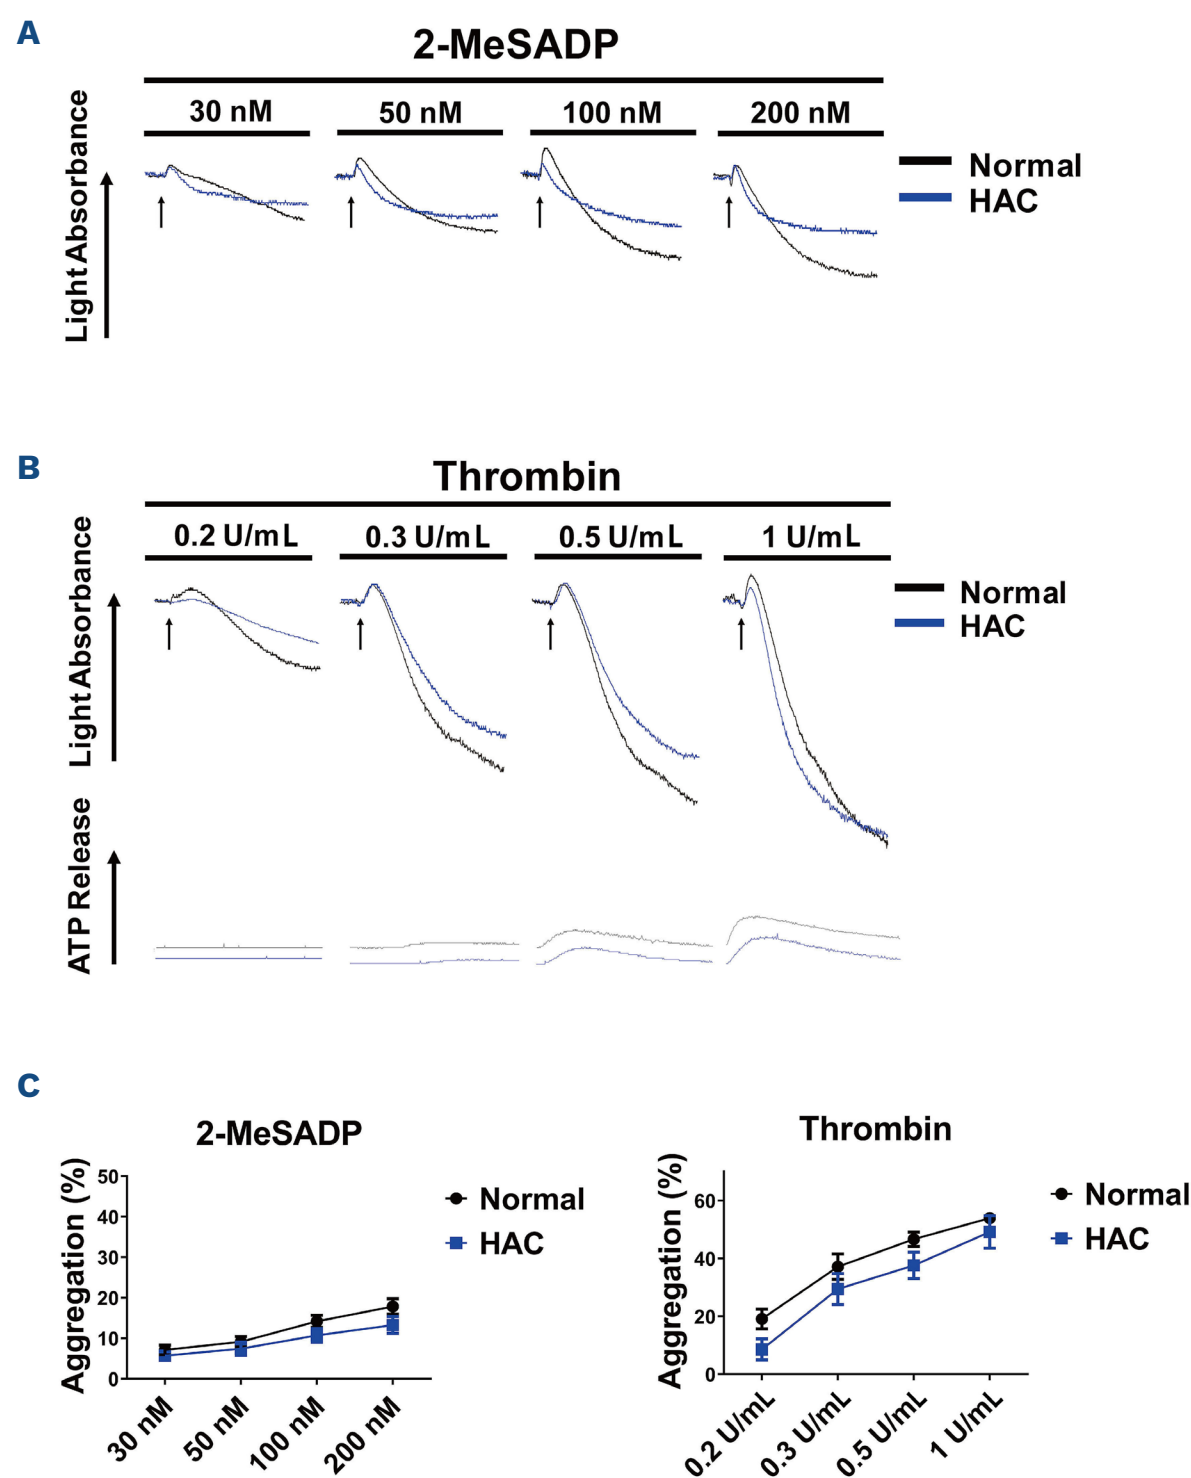 A
2-MeSADP
30 nM 50 nM 100 nM 200 nM
Light Absorbance
Normal
HAC
B
Thrombin
0.2 U/mL 0.3 U/mL 0.5 U/mL 1 U/mL
Light Absorbance
Normal
HAC
ATP Release
C
2-MeSADP
Aggregation (%)
50
40
30
20
10
0
30 nM 50 nM 100 nM 200 nM
Normal
HAC
Thrombin
Aggregation (%)
60
40
20
0
0.2 U/mL 0.3 U/mL 0.5 U/mL 1 U/mL
Normal
HAC